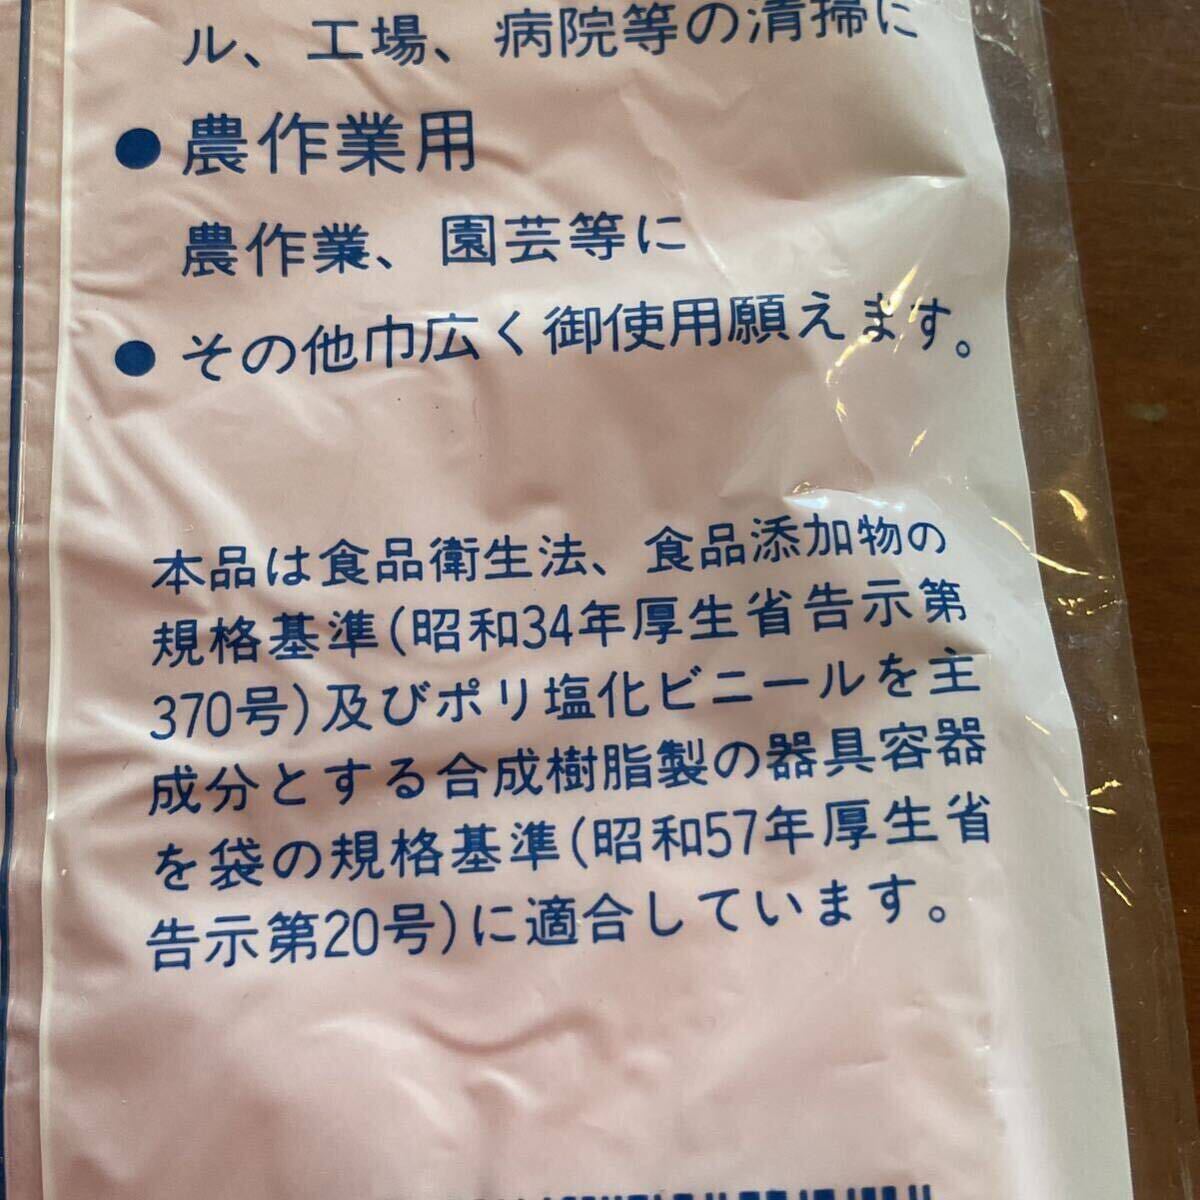 ル、工場、病院等の清掃に
●農作業用
農作業、園芸等に
●その他巾広く御使用願えます。
本品は食品衛生法、食品添加物の
規格基準(昭和34年厚生省告示第
370号)及びポリ塩化ビニールを主
成分とする合成樹脂製の器具容器
を袋の規格基準(昭和57年厚生省
告示第20号)に適合しています。